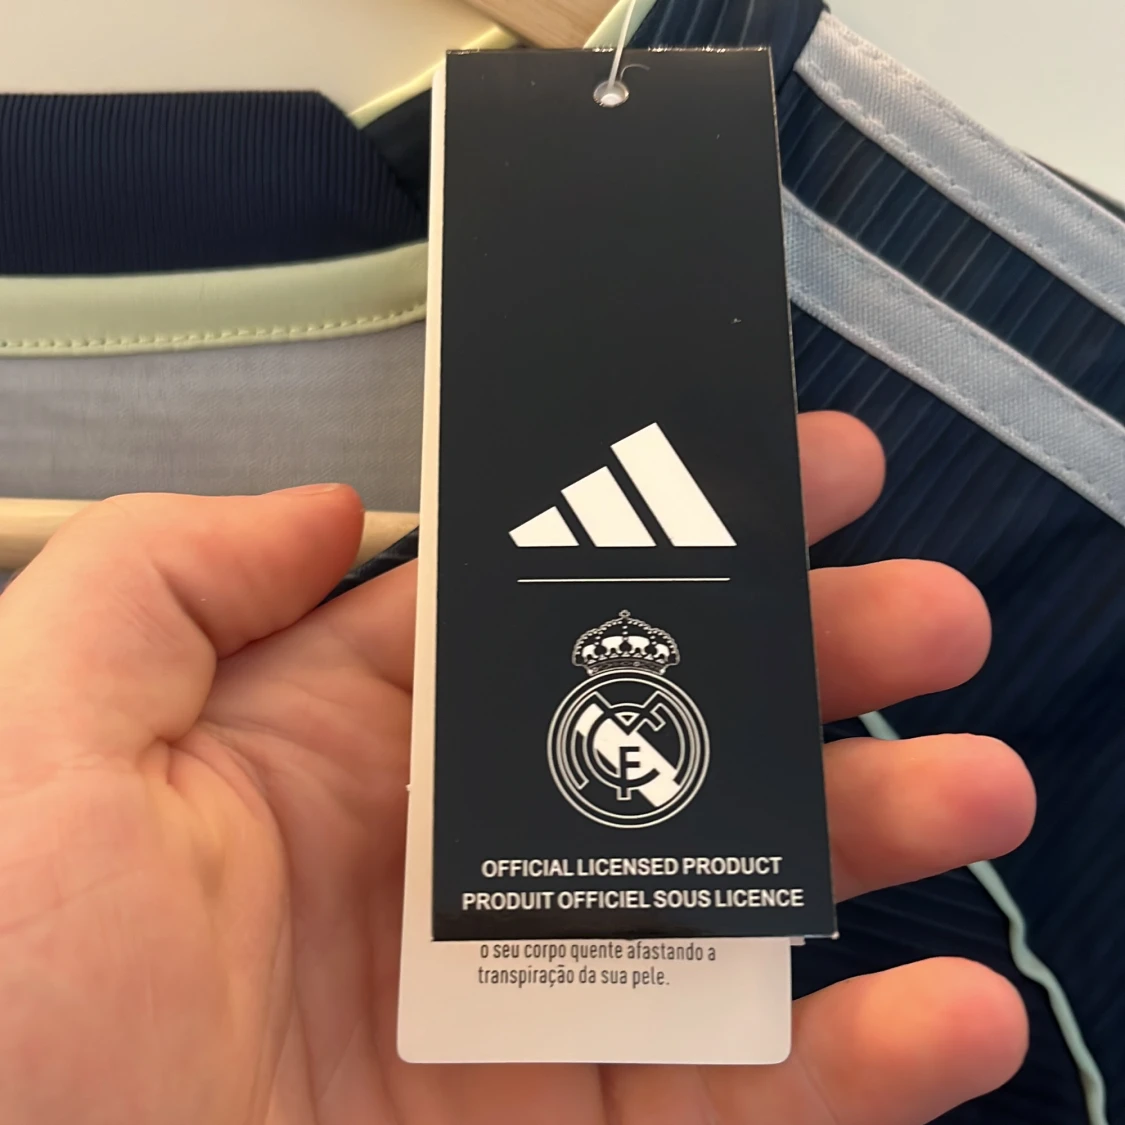 OFFICIAL LICENSED PRODUCT
PRODUIT OFFICIEL SOUS LICENCE
o seu corpo quente afastando a
transpiração da sua pele.